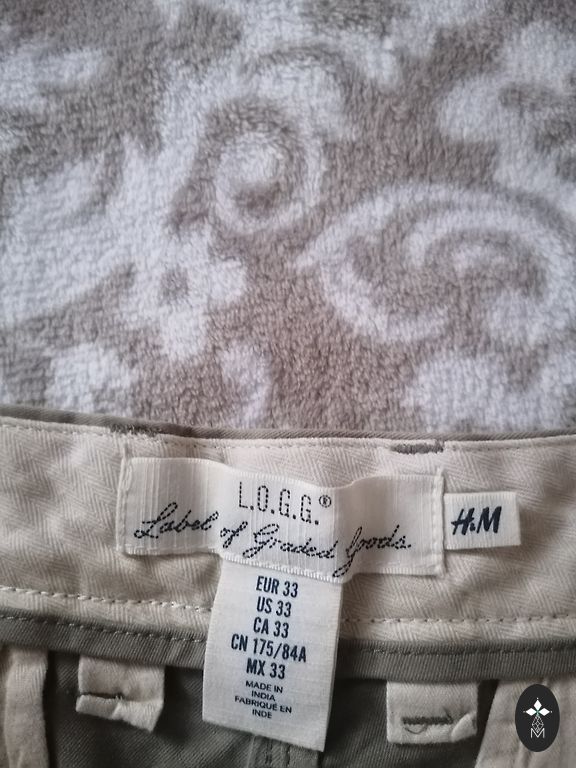 L.O.G.G.®
Label of Graded Goods.
H&M
EUR 33
US 33
CA 33
CN 175/84A
MX 33
MADE IN
INDIA
FABRIQUÉ EN
INDE
M